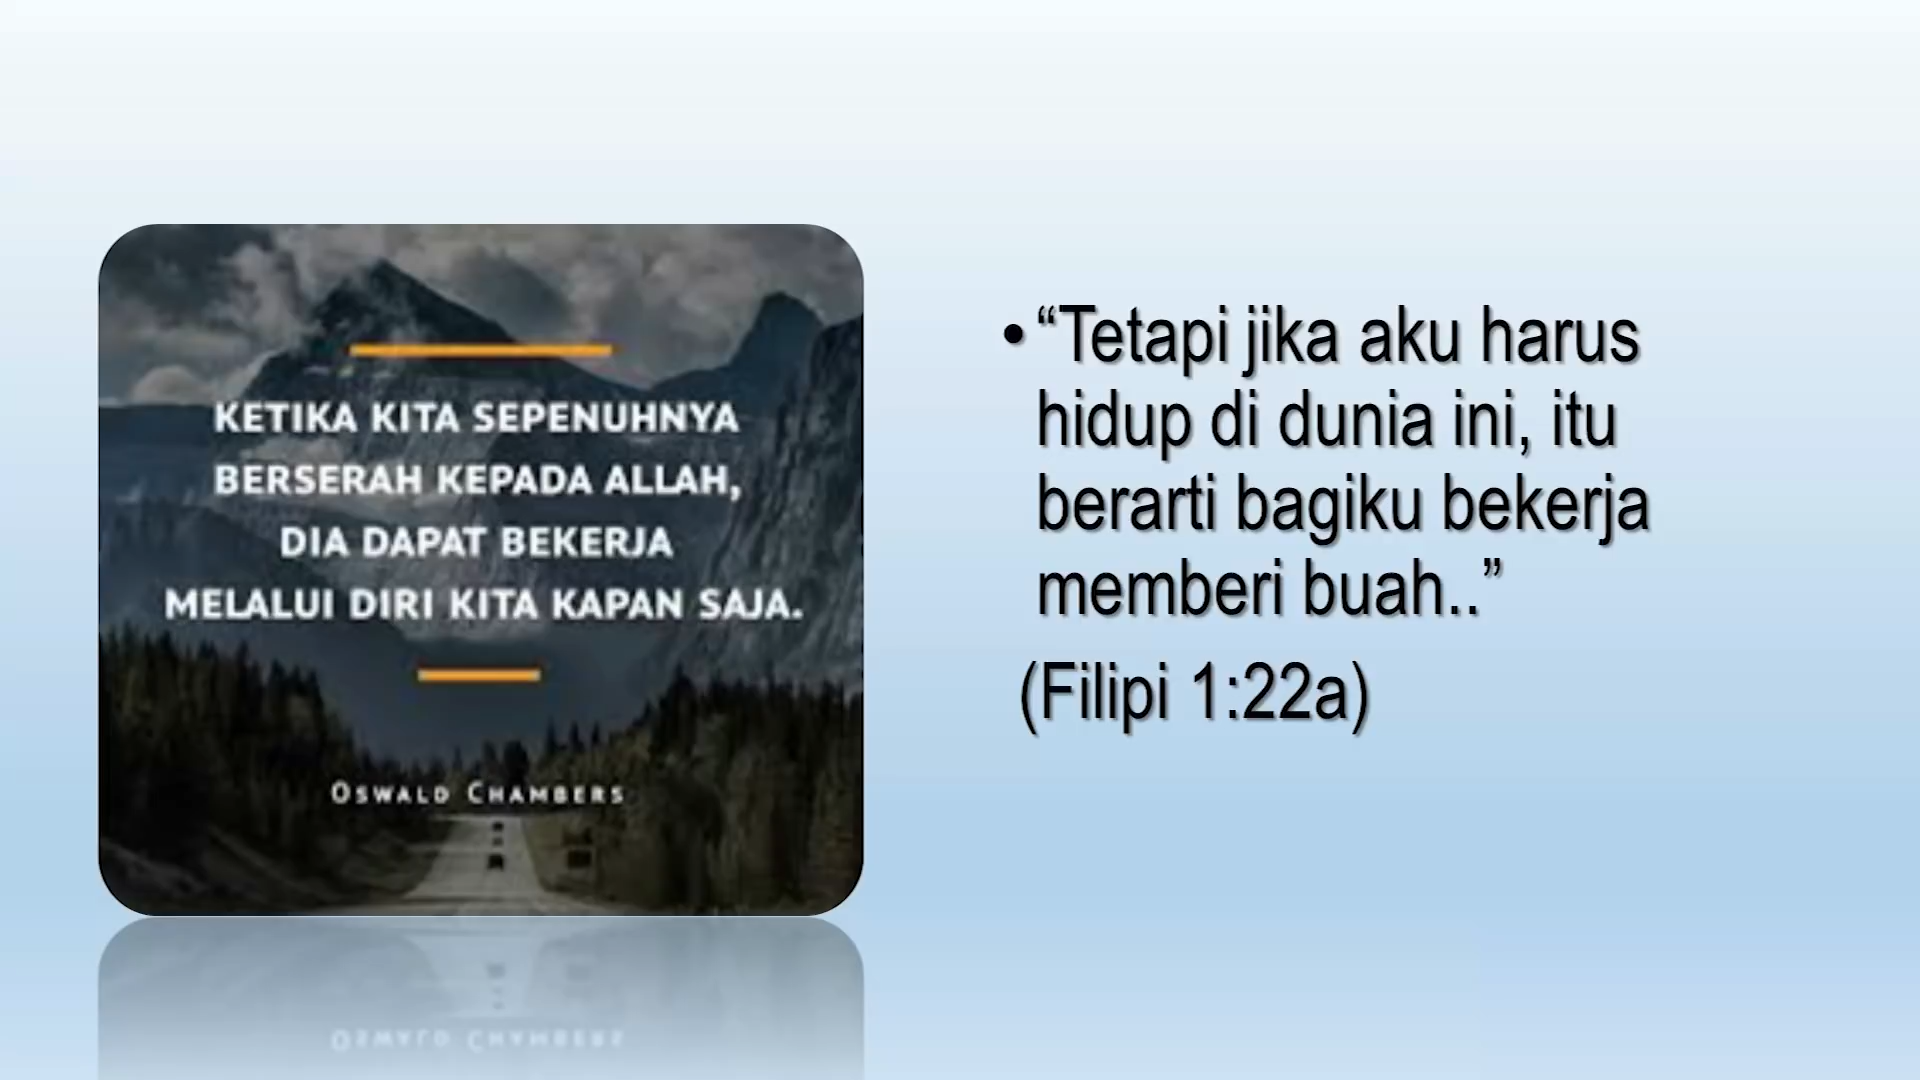 KETIKA KITA SEPENUHNYA
BERSERAH KEPADA ALLAH,
DIA DAPAT BEKERJA
MELALUI DIRI KITA KAPAN SAJA.
OSWALD CHAMBERS
• “Tetapi jika aku harus
hidup di dunia ini, itu
berarti bagiku bekerja
memberi buah..”
(Filipi 1:22a)